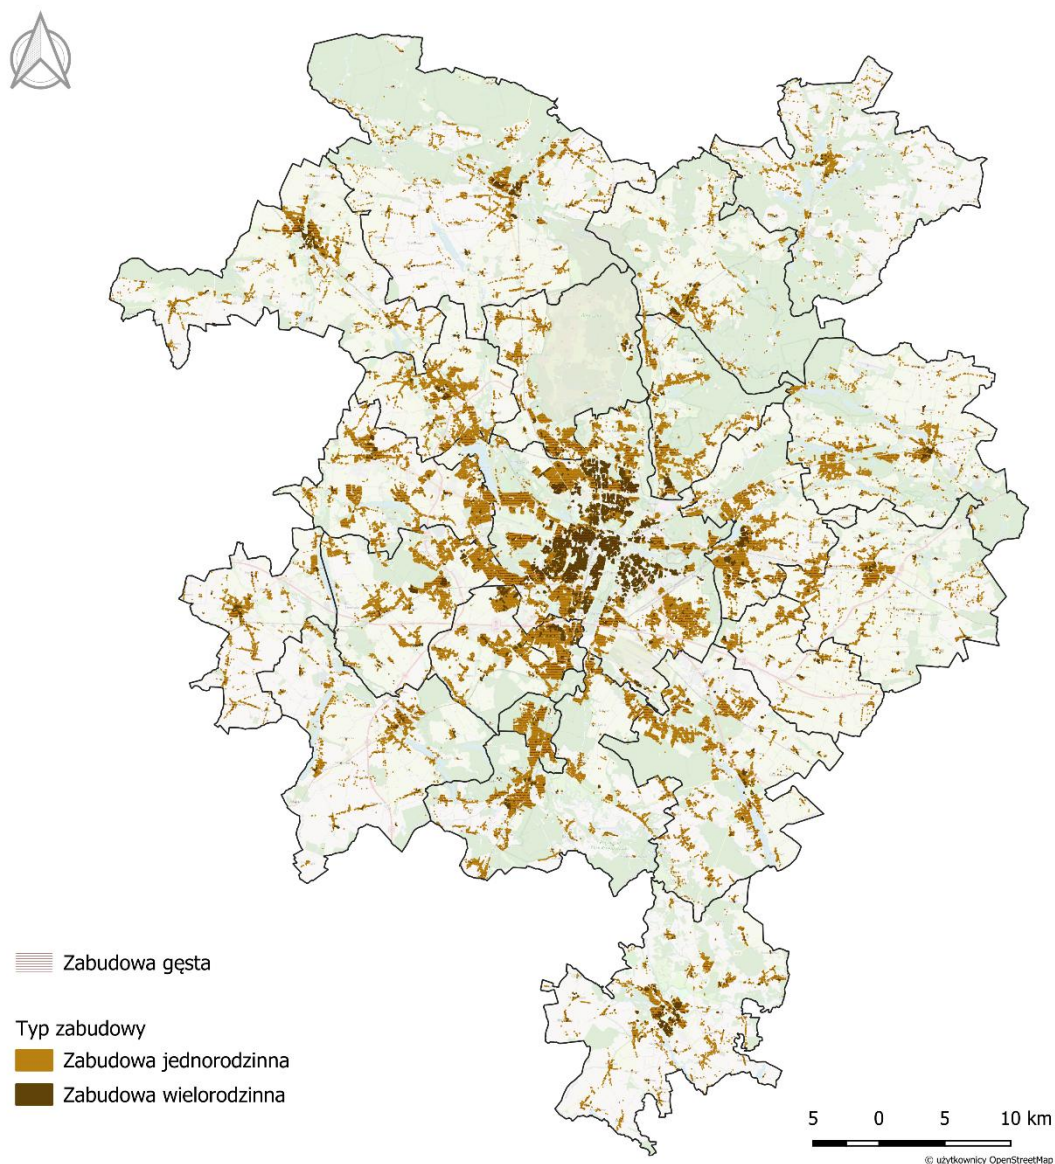 Zabudowa gęsta
Typ zabudowy
Zabudowa jednorodzinna
Zabudowa wielorodzinna
5 0 5 10 km
© użytkownicy OpenStreetMap